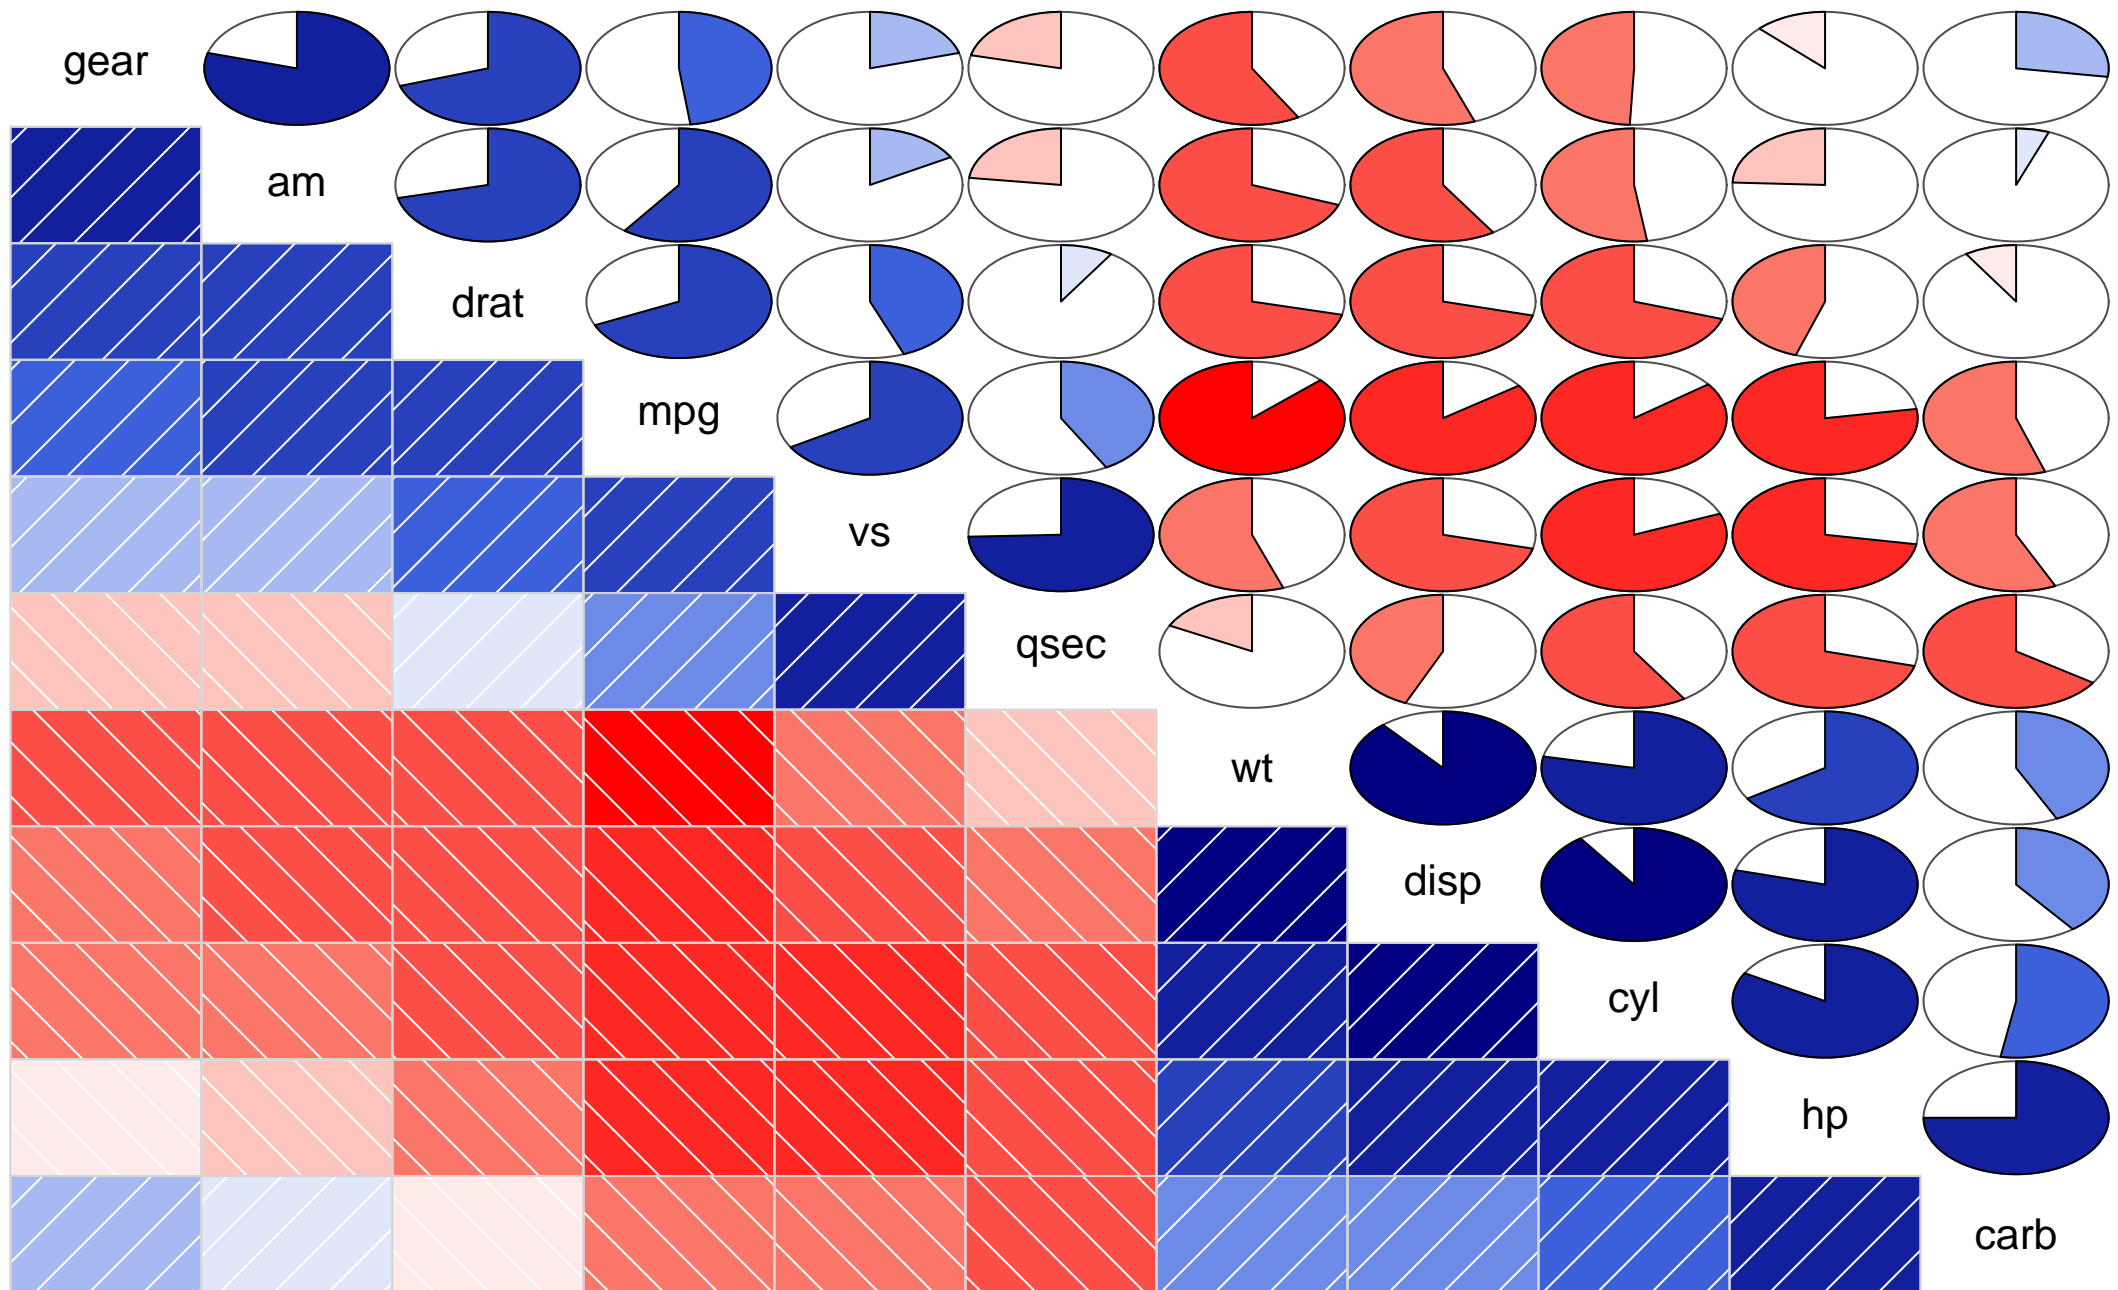 gear
am
drat
mpg
vs
qsec
wt
disp
cyl
hp
carb